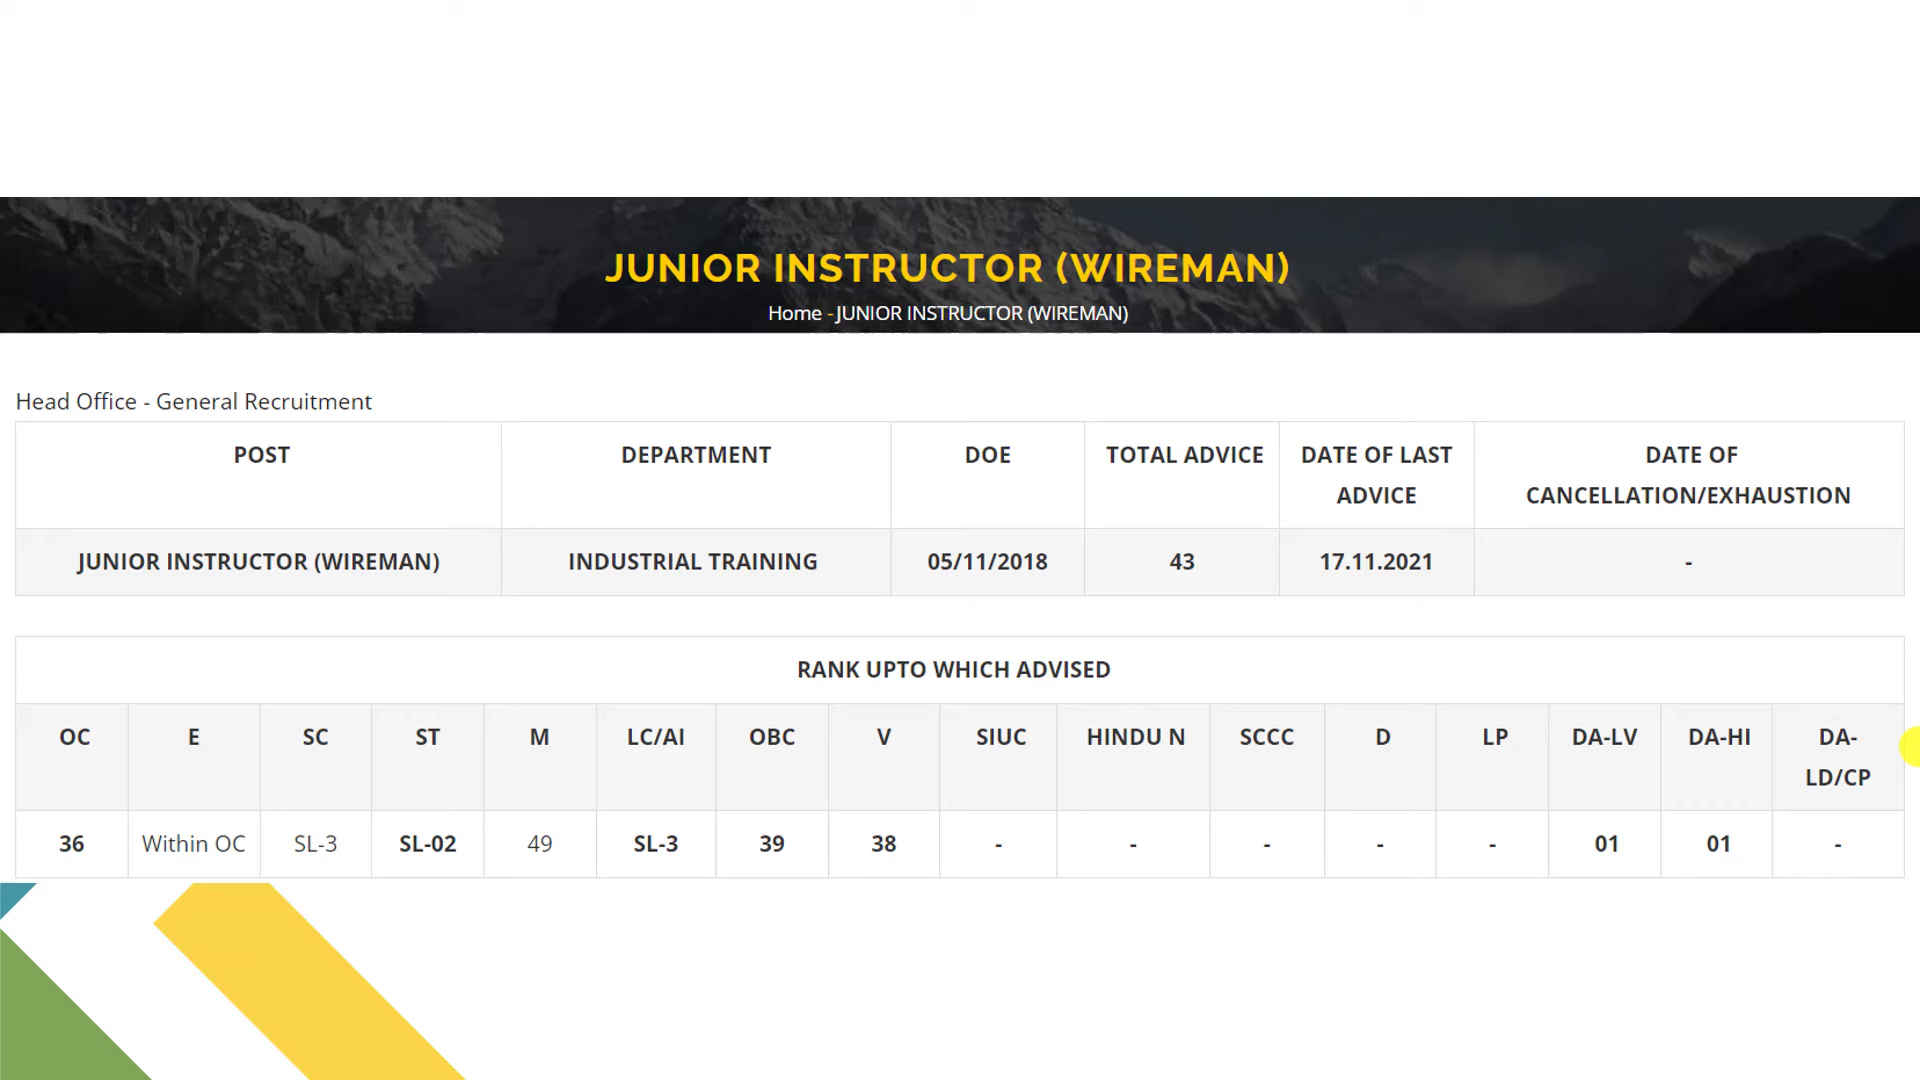 JUNIOR INSTRUCTOR (WIREMAN)
Home -JUNIOR INSTRUCTOR (WIREMAN)
Head Office - General Recruitment
POST DEPARTMENT DOE TOTAL ADVICE DATE OF LAST ADVICE DATE OF CANCELLATION/EXHAUSTION
JUNIOR INSTRUCTOR (WIREMAN) INDUSTRIAL TRAINING 05/11/2018 43 17.11.2021 -
RANK UPTO WHICH ADVISED
OC E SC ST M LC/AI OBC V SIUC HINDU N SCCC D LP DA-LV DA-HI DA-LD/CP
36 Within OC SL-3 SL-02 49 SL-3 39 38 - - - - - 01 01 -